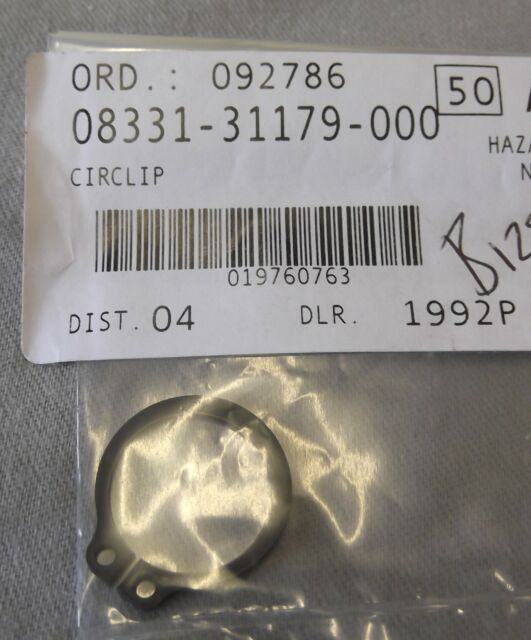 ORD.: 092786
50
08331-31179-000
HAZA
N
CIRCLIP
019760763
DIST. 04 DLR. 1992P